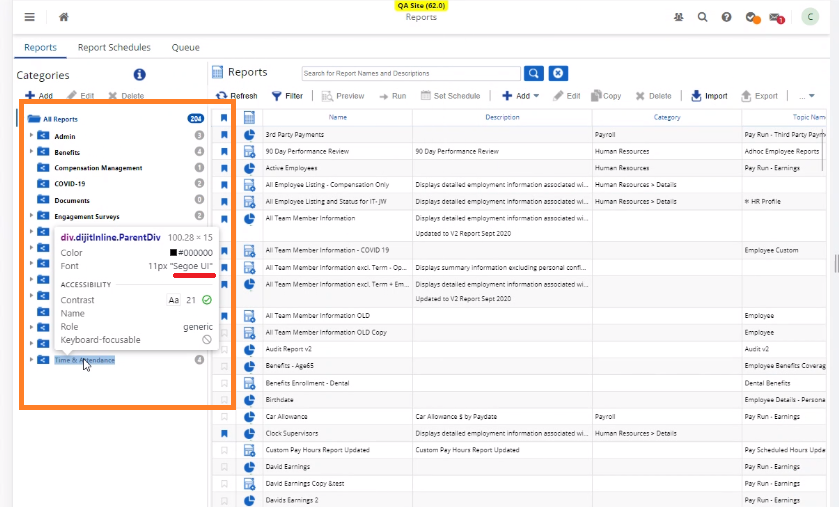 QA Site (62.0)
Reports
C
1
Reports Report Schedules Queue
Categories
Add Edit Delete
All Reports 204
Admin 3
Benefits 4
Compensation Management 1
COVID-19 2
Documents 0
Engagement Surveys 2
div.dijitInline.ParentDiv 100.28 × 15
Color #000000
Font 11px "Segoe UI"
ACCESSIBILITY
Contrast Aa 21
Name
Role generic
Keyboard-focusable
Time & Attendance 4
Reports
Search for Report Names and Descriptions
Refresh Filter Preview Run Set Schedule Add Edit Copy Delete Import Export ...
Name Description Category Topic Name
3rd Party Payments Payroll Pay Run - Third Party Paym
90 Day Performance Review 90 Day Performance Review Human Resources Adhoc Employee Reports
Active Employees Human Resources Pay Run - Earnings
All Employee Listing - Compensation Only Displays detailed employment information associated wi... Human Resources > Details
All Employee Listing and Status for IT- JW Displays detailed employment information associated wi... Human Resources > Details HR Profile
All Team Member Information Displays detailed employment information associated wi...
Updated to V2 Report Sept 2020
All Team Member Information - COVID 19 Employee Custom
All Team Member Information excl. Term - Op... Displays summary information excluding personal confi...
All Team Member Information excl. Term + Em... Displays detailed employment information associated wi...
Updated to V2 Report Sept 2020
All Team Member Information OLD Employee
All Team Member Information OLD Copy Employee
Audit Report v2 Audit v2
Benefits - Age65 Employee Benefits Coverag
Benefits Enrollment - Dental Dental Benefits
Birthdate Employee Details - Persona
Car Allowance Car Allowance $ by Paydate Payroll Pay Run - Earnings
Clock Supervisors Displays detailed employment information associated wi... Human Resources > Details
Custom Pay Hours Report Updated Custom Pay Hours Report Updated Pay Scheduled Hours Upda
David Earnings Pay Run - Earnings
David Earnings Copy &test Pay Run - Earnings
Davids Earnings 2 Pay Run - Earnings